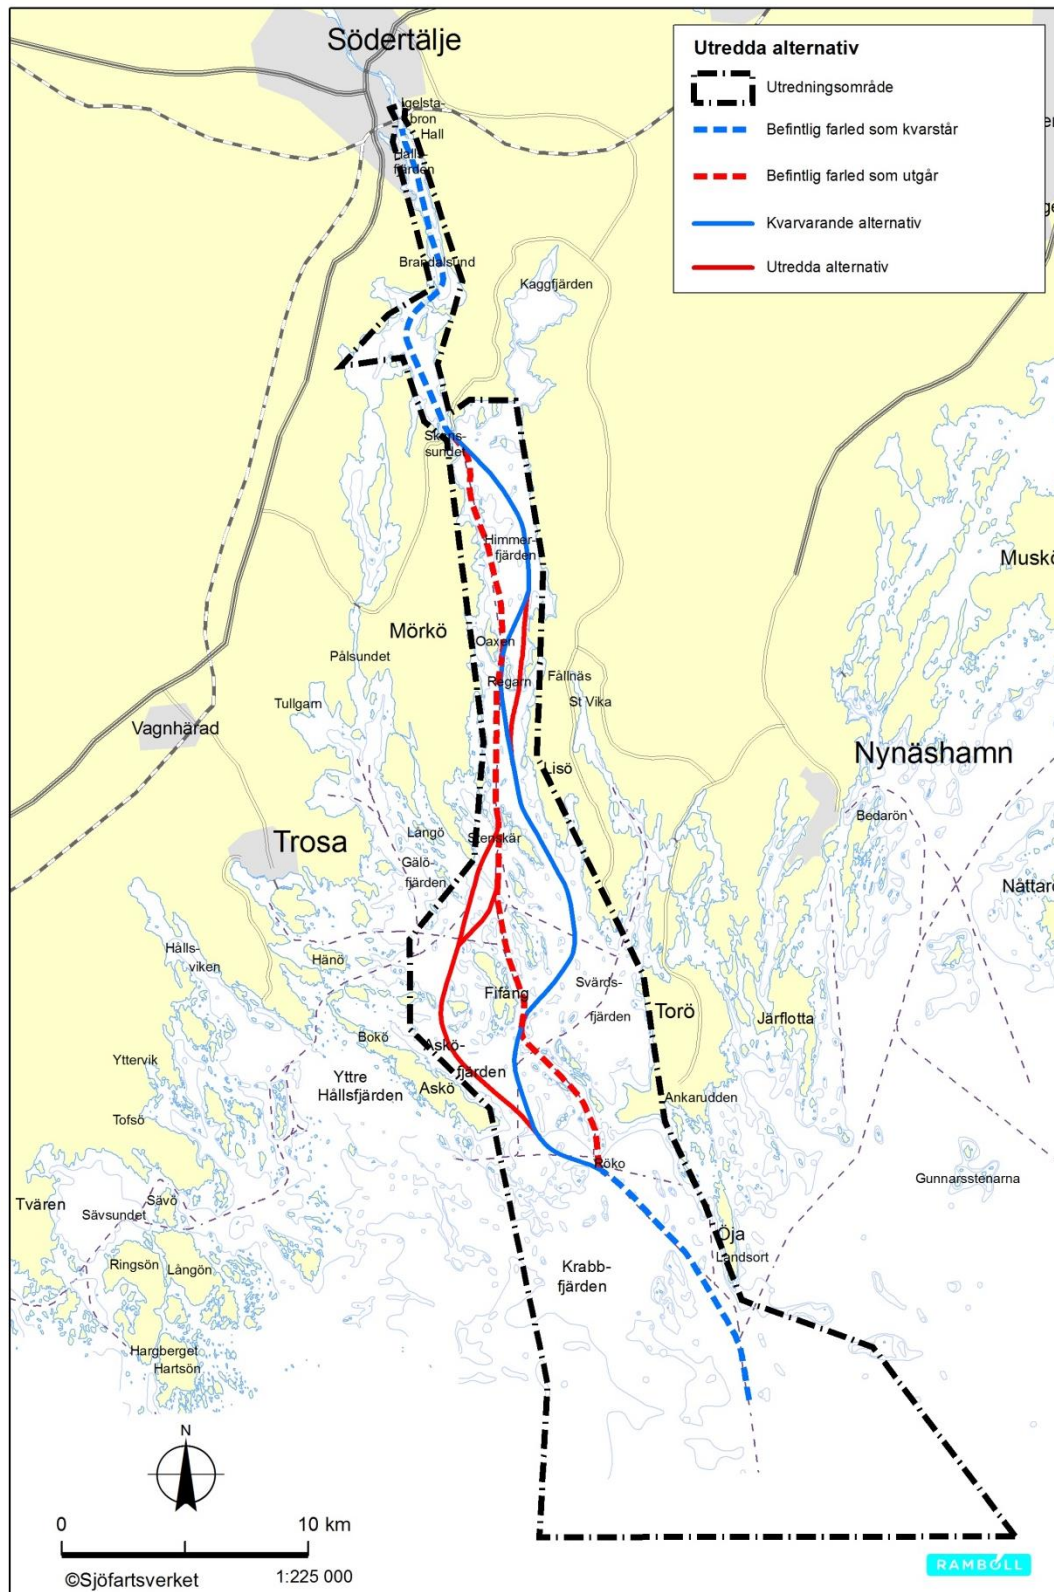 Södertälje
Utredda alternativ
Utredningsområde
Befintlig farled som kvarstår
Befintlig farled som utgår
Kvarvarande alternativ
Utredda alternativ
Igelsta-
bron
Hall
Halls-
fjärden
Brandalsund
Kaggfjärden
Skans-
sundet
Himmer-
fjärden
Muskö
Mörkö
Oaxen
Pålsundet
Regarn
Fållnäs
St Vika
Tullgarn
Vagnhärad
Nynäshamn
Lisö
Bedarön
Trosa
Långö
Stenskär
Gälö-
fjärden
Nåttarö
Hålls-
viken
Hänö
Fifång
Svärds-
fjärden
Torö
Järflotta
Bokö
Askö-
fjärden
Yttervik
Yttre
Hållsfjärden
Askö
Ankarudden
Tofsö
Röko
Gunnarsstenarna
Tvären
Sävö
Sävsundet
Öja
Landsort
Ringsön
Långön
Krabb-
fjärden
Hargberget
Hartsön
N
0 10 km
©Sjöfartsverket 1:225 000
RAMBOLL